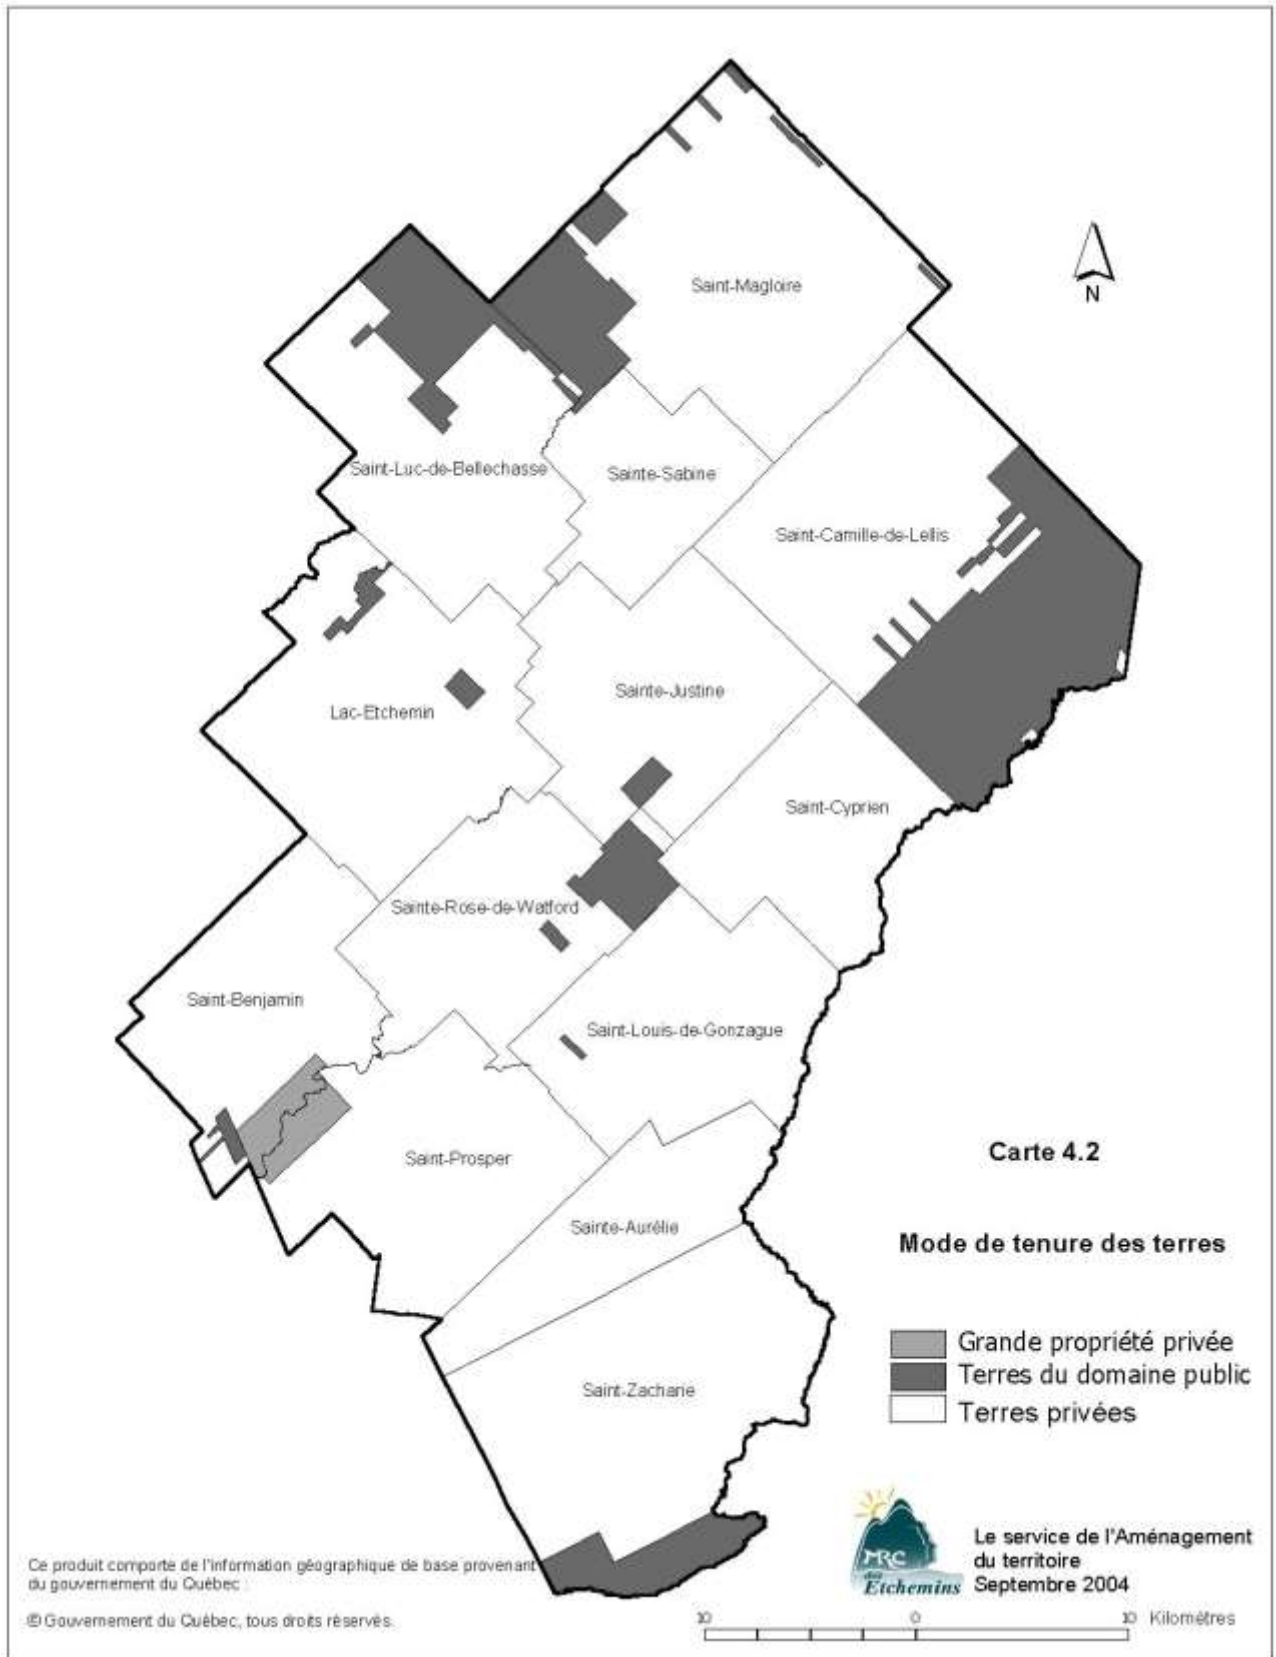 Saint-Magloire
N
Saint-Luc-de-Bellechasse
Sainte-Sabine
Saint-Camille-de-Lellis
Sainte-Justine
Lac-Etchemin
Saint-Cyprien
Sainte-Rose-de-Watford
Saint-Benjamin
Saint-Louis-de-Gonzague
Saint-Prosper
Sainte-Aurélie
Saint-Zacharie
Carte 4.2
Mode de tenure des terres
Grande propriété privée
Terres du domaine public
Terres privées
MRC
des
Etchemins
Le service de l'Aménagement
du territoire
Septembre 2004
Ce produit comporte de l'information géographique de base provenant
du gouvernement du Québec :
© Gouvernement du Québec, tous droits réservés.
10 0 10 Kilomètres